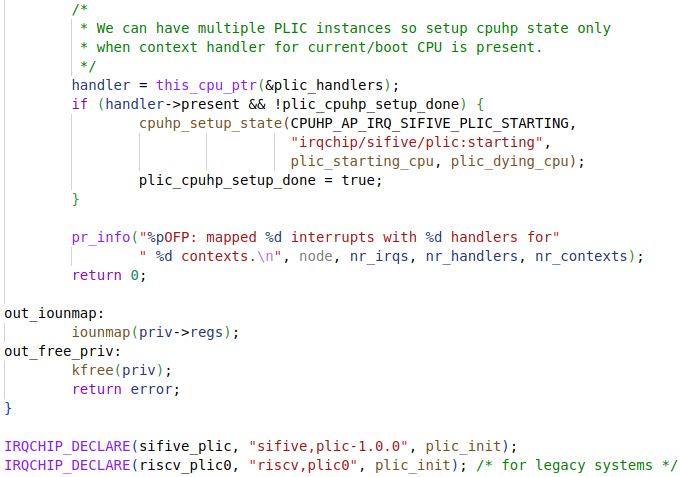 /*
 * We can have multiple PLIC instances so setup cpuhp state only
 * when context handler for current/boot CPU is present.
 */
handler = this_cpu_ptr(&plic_handlers);
if (handler->present && !plic_cpuhp_setup_done) {
cpuhp_setup_state(CPUHP_AP_IRQ_SIFIVE_PLIC_STARTING,
"irqchip/sifive/plic:starting",
plic_starting_cpu, plic_dying_cpu);
plic_cpuhp_setup_done = true;
}
pr_info("%pOFP: mapped %d interrupts with %d handlers for"
" %d contexts.\n", node, nr_irqs, nr_handlers, nr_contexts);
return 0;
out_iounmap:
iounmap(priv->regs);
out_free_priv:
kfree(priv);
return error;
}
IRQCHIP_DECLARE(sifive_plic, "sifive,plic-1.0.0", plic_init);
IRQCHIP_DECLARE(riscv_plic0, "riscv,plic0", plic_init); /* for legacy systems */